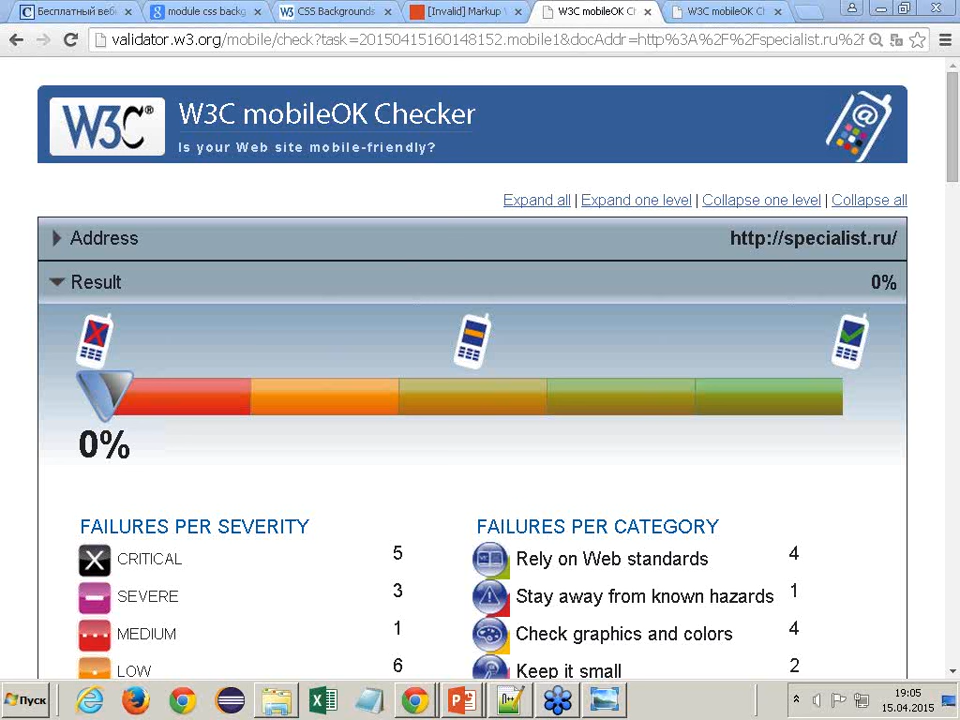 Бесплатный веб
module css backg
CSS Backgrounds
[Invalid] Markup V
W3C mobileOK Ch
W3C mobileOK Ch
validator.w3.org/mobile/check?task=20150415160148152.mobile1&docAddr=http%3A%2F%2Fspecialist.ru%2f
W3C® W3C mobileOK Checker
Is your Web site mobile-friendly?
Expand all | Expand one level | Collapse one level | Collapse all
Address http://specialist.ru/
Result 0%
0%
FAILURES PER SEVERITY FAILURES PER CATEGORY
CRITICAL 5 Rely on Web standards 4
SEVERE 3 Stay away from known hazards 1
MEDIUM 1 Check graphics and colors 4
LOW 6 Keep it small 2
Пуск
19:05
15.04.2015